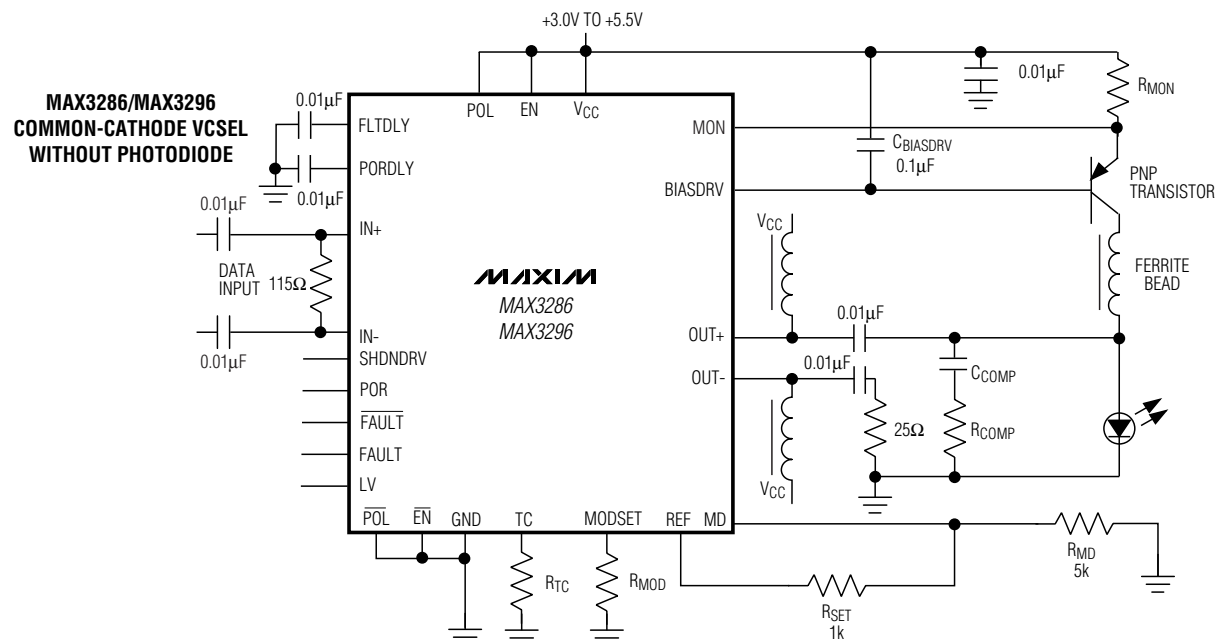 +3.0V TO +5.5V
MAX3286/MAX3296
COMMON-CATHODE VCSEL
WITHOUT PHOTODIODE
0.01μF
FLTDLY
PORDLY
0.01μF
0.01μF
IN+
DATA
INPUT
115Ω
IN-
0.01μF
SHDNDRV
POR
FAULT
FAULT
LV
POL
EN
VCC
MAXIM
MAX3286
MAX3296
MON
BIASDRV
OUT+
OUT-
POL
EN
GND
TC
MODSET
REF
MD
0.01μF
RMON
CBIASDRV
0.1μF
PNP
TRANSISTOR
VCC
FERRITE
BEAD
0.01μF
0.01μF
CCOMP
25Ω
RCOMP
VCC
RTC
RMOD
RSET
1k
RMD
5k